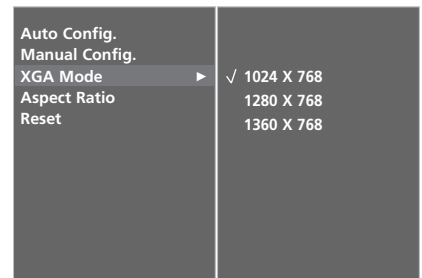 Auto Config.
Manual Config.
XGA Mode ►
Aspect Ratio
Reset
√ 1024 X 768
1280 X 768
1360 X 768